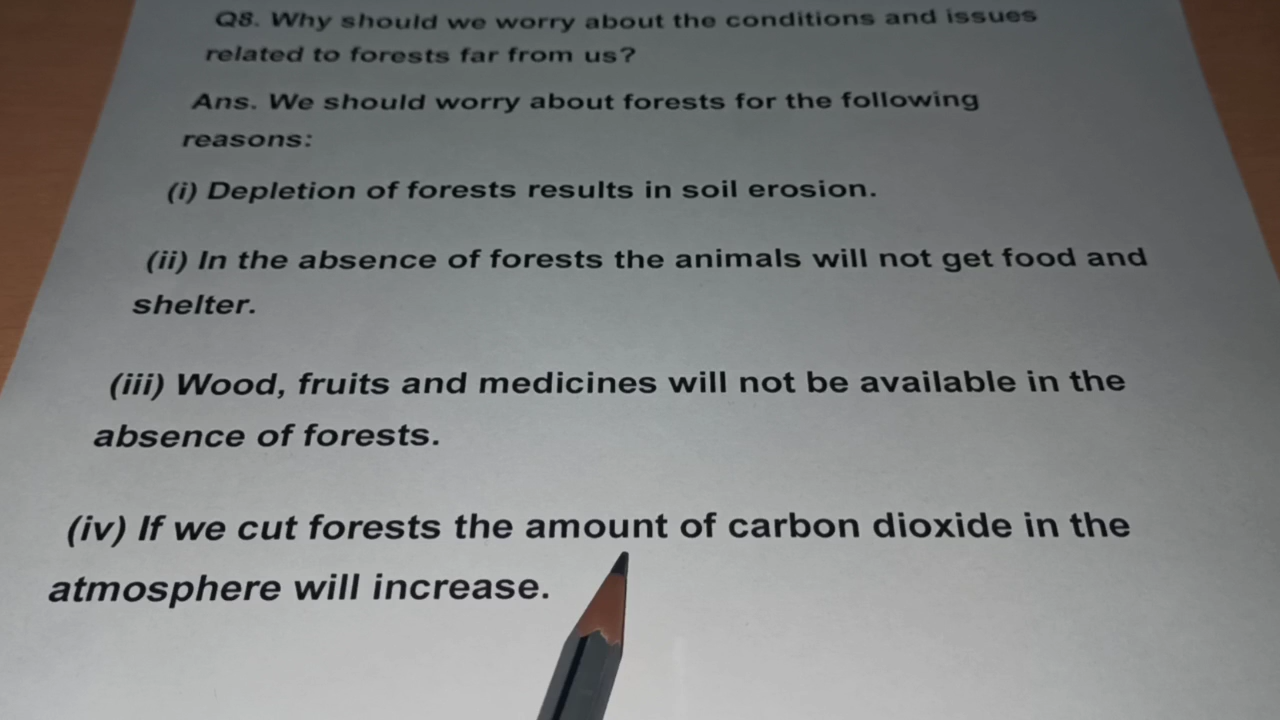 Q8. Why should we worry about the conditions and issues
related to forests far from us?
Ans. We should worry about forests for the following
reasons:
(i) Depletion of forests results in soil erosion.
(ii) In the absence of forests the animals will not get food and
shelter.
(iii) Wood, fruits and medicines will not be available in the
absence of forests.
(iv) If we cut forests the amount of carbon dioxide in the
atmosphere will increase.